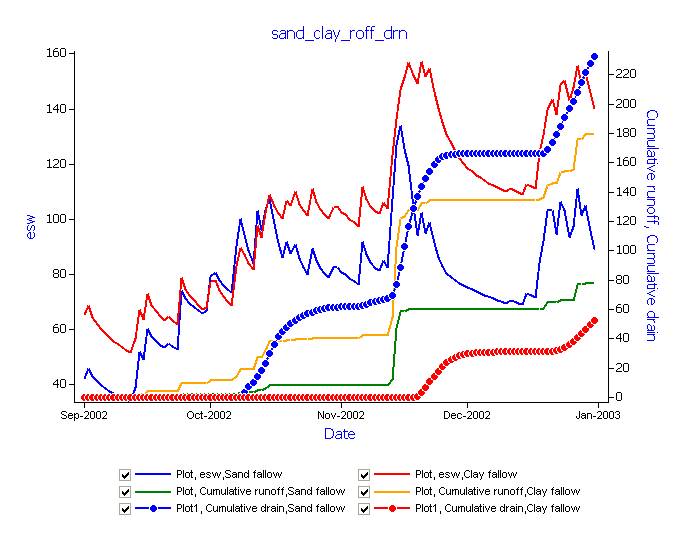 sand_clay_roff_drn
160
140
120
100
80
60
40
esw
220
200
180
160
140
120
100
80
60
40
20
0
Cumulative runoff, Cumulative drain
Sep-2002 Oct-2002 Nov-2002 Dec-2002 Jan-2003
Date
Plot, esw,Sand fallow Plot, esw,Clay fallow
Plot, Cumulative runoff,Sand fallow Plot, Cumulative runoff,Clay fallow
Plot1, Cumulative drain,Sand fallow Plot1, Cumulative drain,Clay fallow